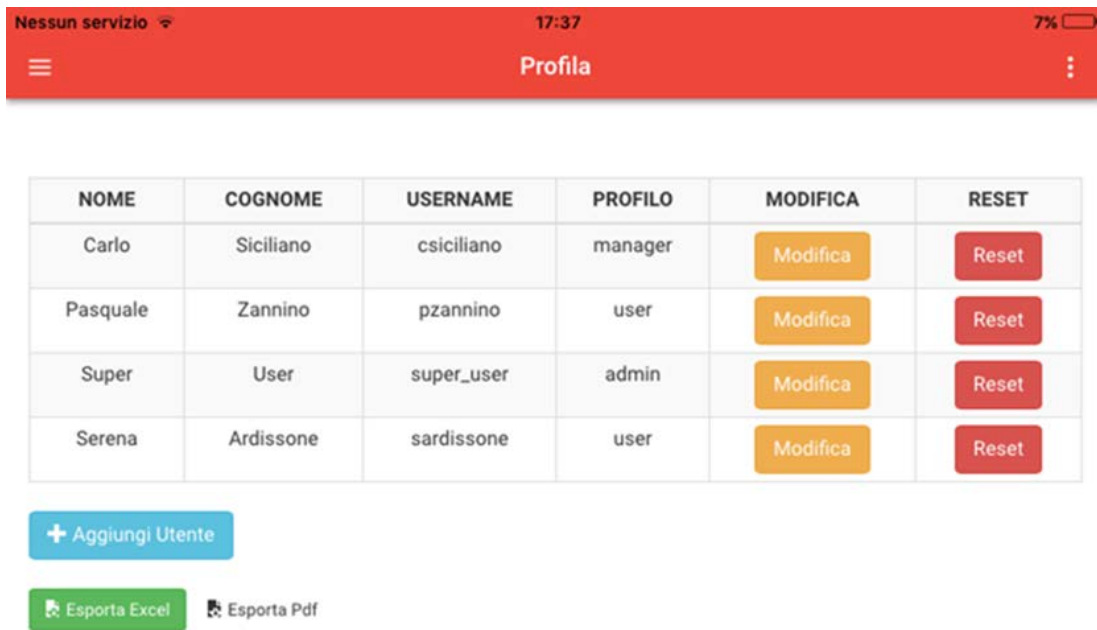 Nessun servizio 17:37 7%
Profila
NOME COGNOME USERNAME PROFILO MODIFICA RESET
Carlo Siciliano csiciliano manager Modifica Reset
Pasquale Zannino pzannino user Modifica Reset
Super User super_user admin Modifica Reset
Serena Ardissone sardissone user Modifica Reset
Aggiungi Utente
Esporta Excel Esporta Pdf